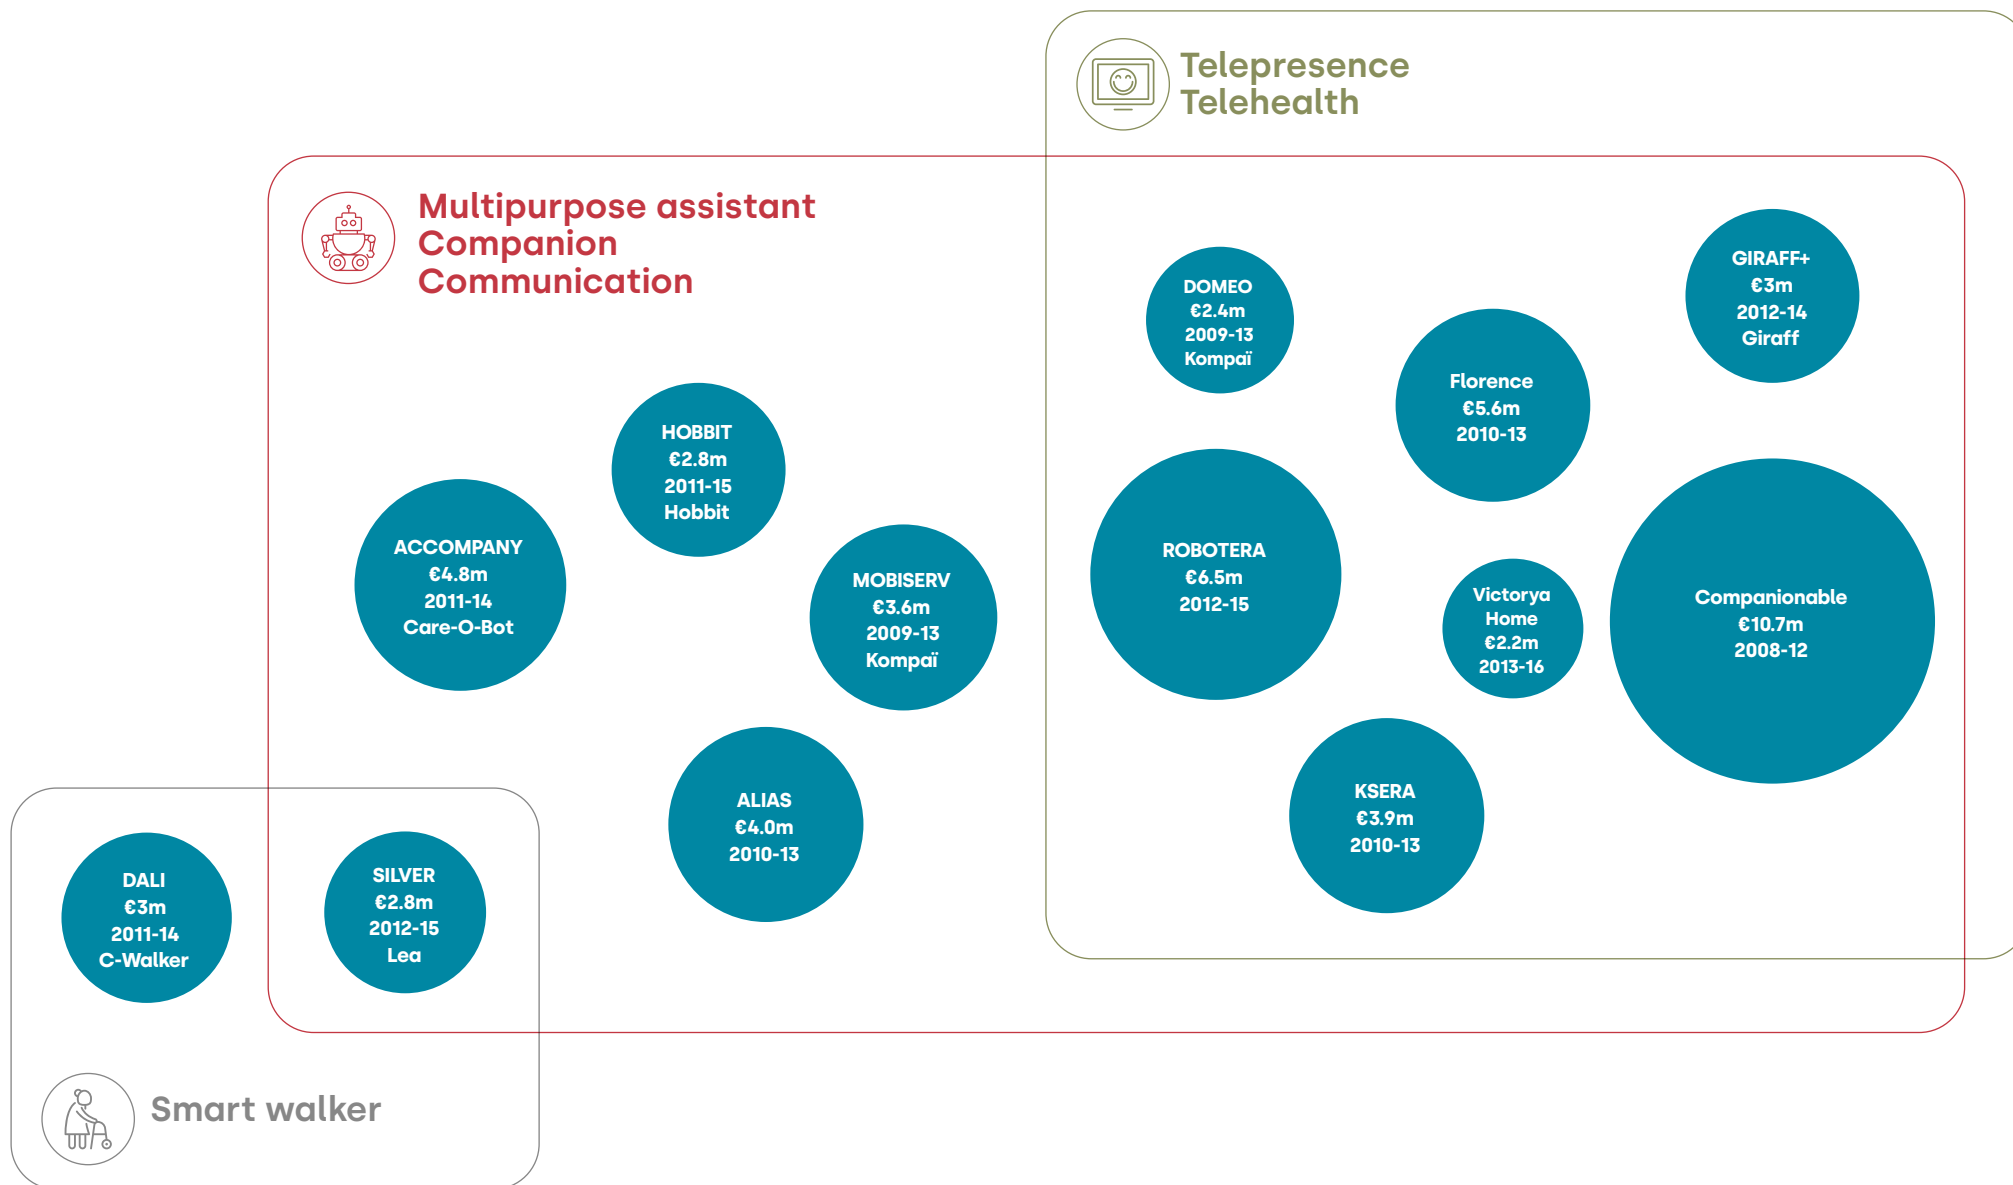 Telepresence
Telehealth
Multipurpose assistant
Companion
Communication
DOMEO
€2.4m
2009-13
Kompaï
GIRAFF+
€3m
2012-14
Giraff
Florence
€5.6m
2010-13
HOBBIT
€2.8m
2011-15
Hobbit
ACCOMPANY
€4.8m
2011-14
Care-O-Bot
MOBISERV
€3.6m
2009-13
Kompaï
ROBOTERA
€6.5m
2012-15
Victorya
Home
€2.2m
2013-16
Companionable
€10.7m
2008-12
ALIAS
€4.0m
2010-13
KSERA
€3.9m
2010-13
DALI
€3m
2011-14
C-Walker
SILVER
€2.8m
2012-15
Lea
Smart walker